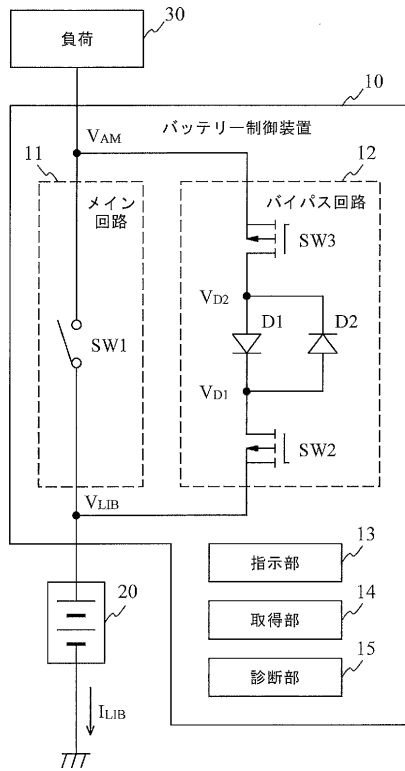 負荷
30
10
バッテリー制御装置
VAM
11
12
メイン
回路
バイパス回路
SW3
VD2
D1
D2
SW1
VD1
SW2
VLIB
13
指示部
14
取得部
15
診断部
20
ILIB